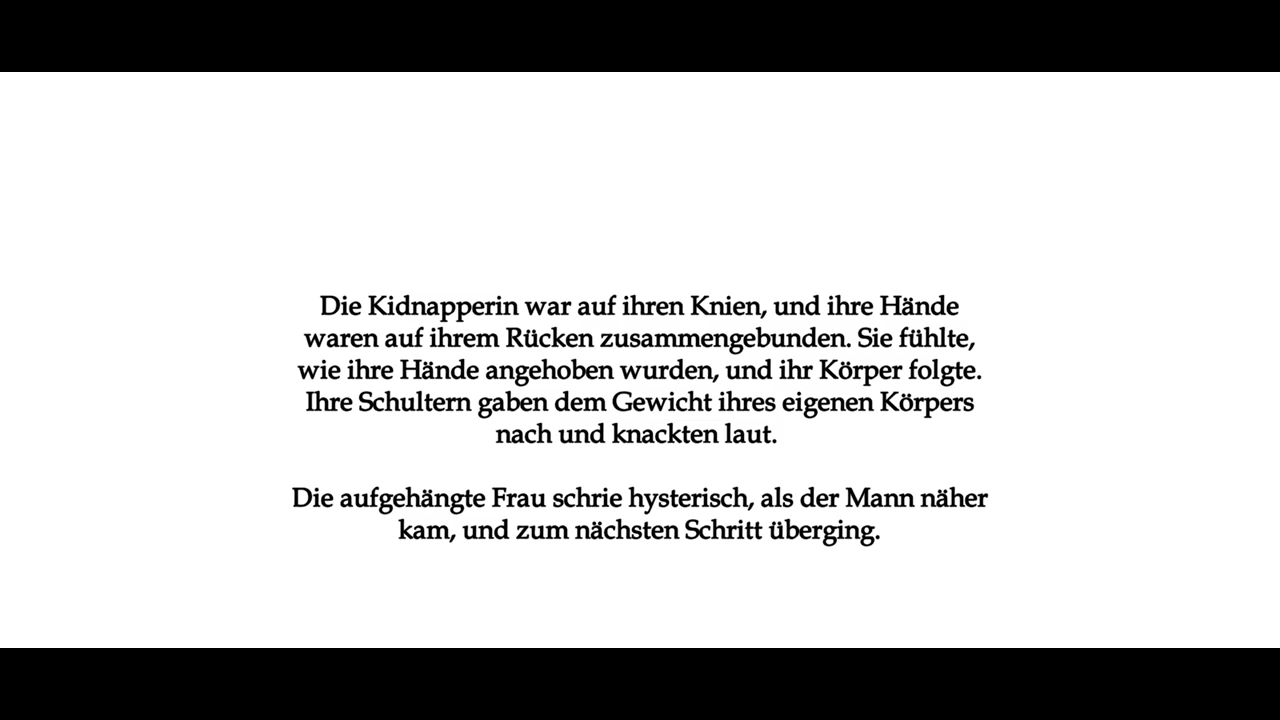 Die Kidnapperin war auf ihren Knien, und ihre Hände
waren auf ihrem Rücken zusammengebunden. Sie fühlte,
wie ihre Hände angehoben wurden, und ihr Körper folgte.
Ihre Schultern gaben dem Gewicht ihres eigenen Körpers
nach und knackten laut.
Die aufgehängte Frau schrie hysterisch, als der Mann näher
kam, und zum nächsten Schritt überging.